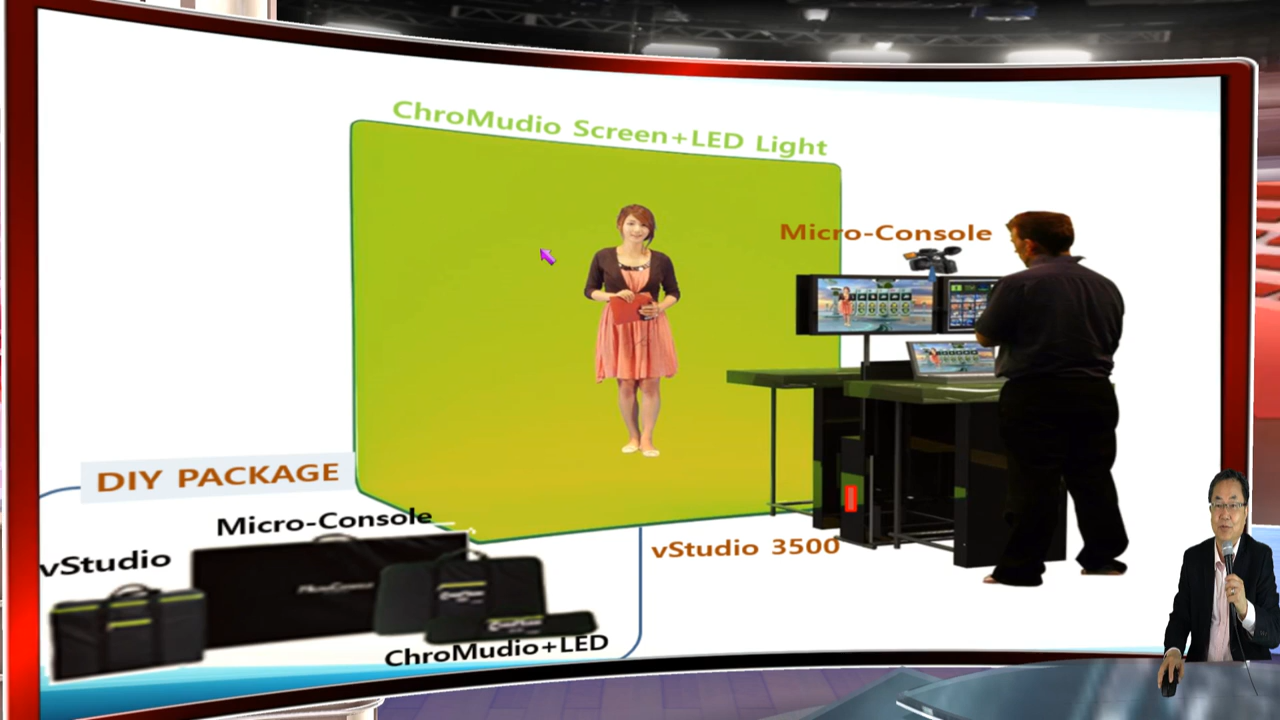 ChroMudio Screen+LED Light
Micro-Console
DIY PACKAGE
Micro-Console
vStudio
vStudio 3500
ChroMudio+LED